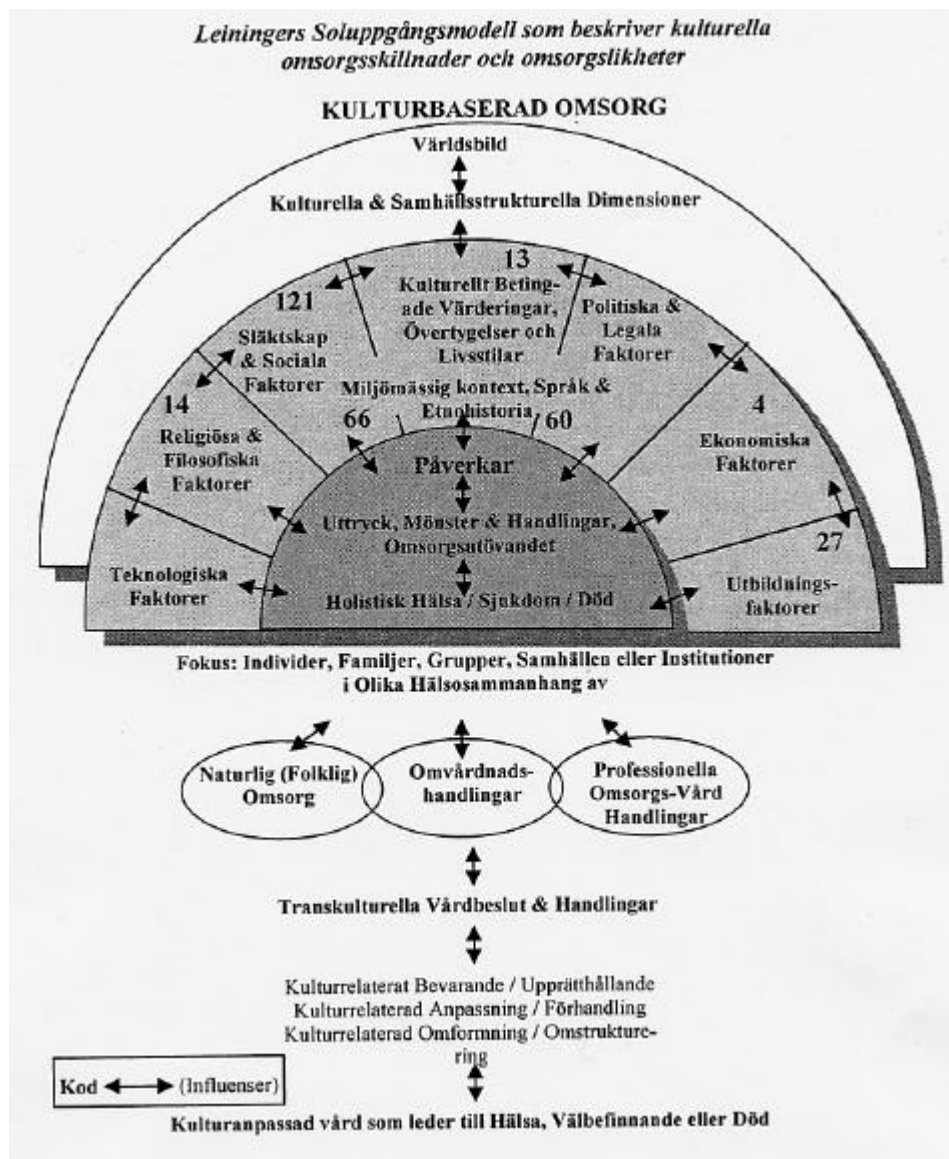 Leiningers Soluppgångsmodell som beskriver kulturella
omsorgsskillnader och omsorgslikheter
KULTURBASERAD OMSORG
Världsbild
Kulturella & Samhällsstrukturella Dimensioner
121
Släktskap
& Sociala
Faktorer
13
Kulturellt Beting-
ade Värderingar,
Övertygelser och
Livsstilar
Politiska &
Legala
Faktorer
14
Religiösa &
Filosofiska
Faktorer
Miljömässig kontext, Språk &
Etnohistoria
66
60
4
Ekonomiska
Faktorer
Teknologiska
Faktorer
27
Utbildnings-
faktorer
Påverkar
Uttryck, Mönster & Handlingar,
Omsorgsutövandet
Holistisk Hälsa / Sjukdom / Död
Fokus: Individer, Familjer, Grupper, Samhällen eller Institutioner
i Olika Hälsosammanhang av
Naturlig (Folklig)
Omsorg
Omvårdnads-
handlingar
Professionella
Omsorgs-Vård
Handlingar
Transkulturella Vårdbeslut & Handlingar
Kulturrelaterat Bevarande / Upprätthållande
Kulturrelaterad Anpassning / Förhandling
Kulturrelaterad Omformning / Omstrukture-
ring
Kod (Influenser)
Kulturanpassad vård som leder till Hälsa, Välbefinnande eller Död